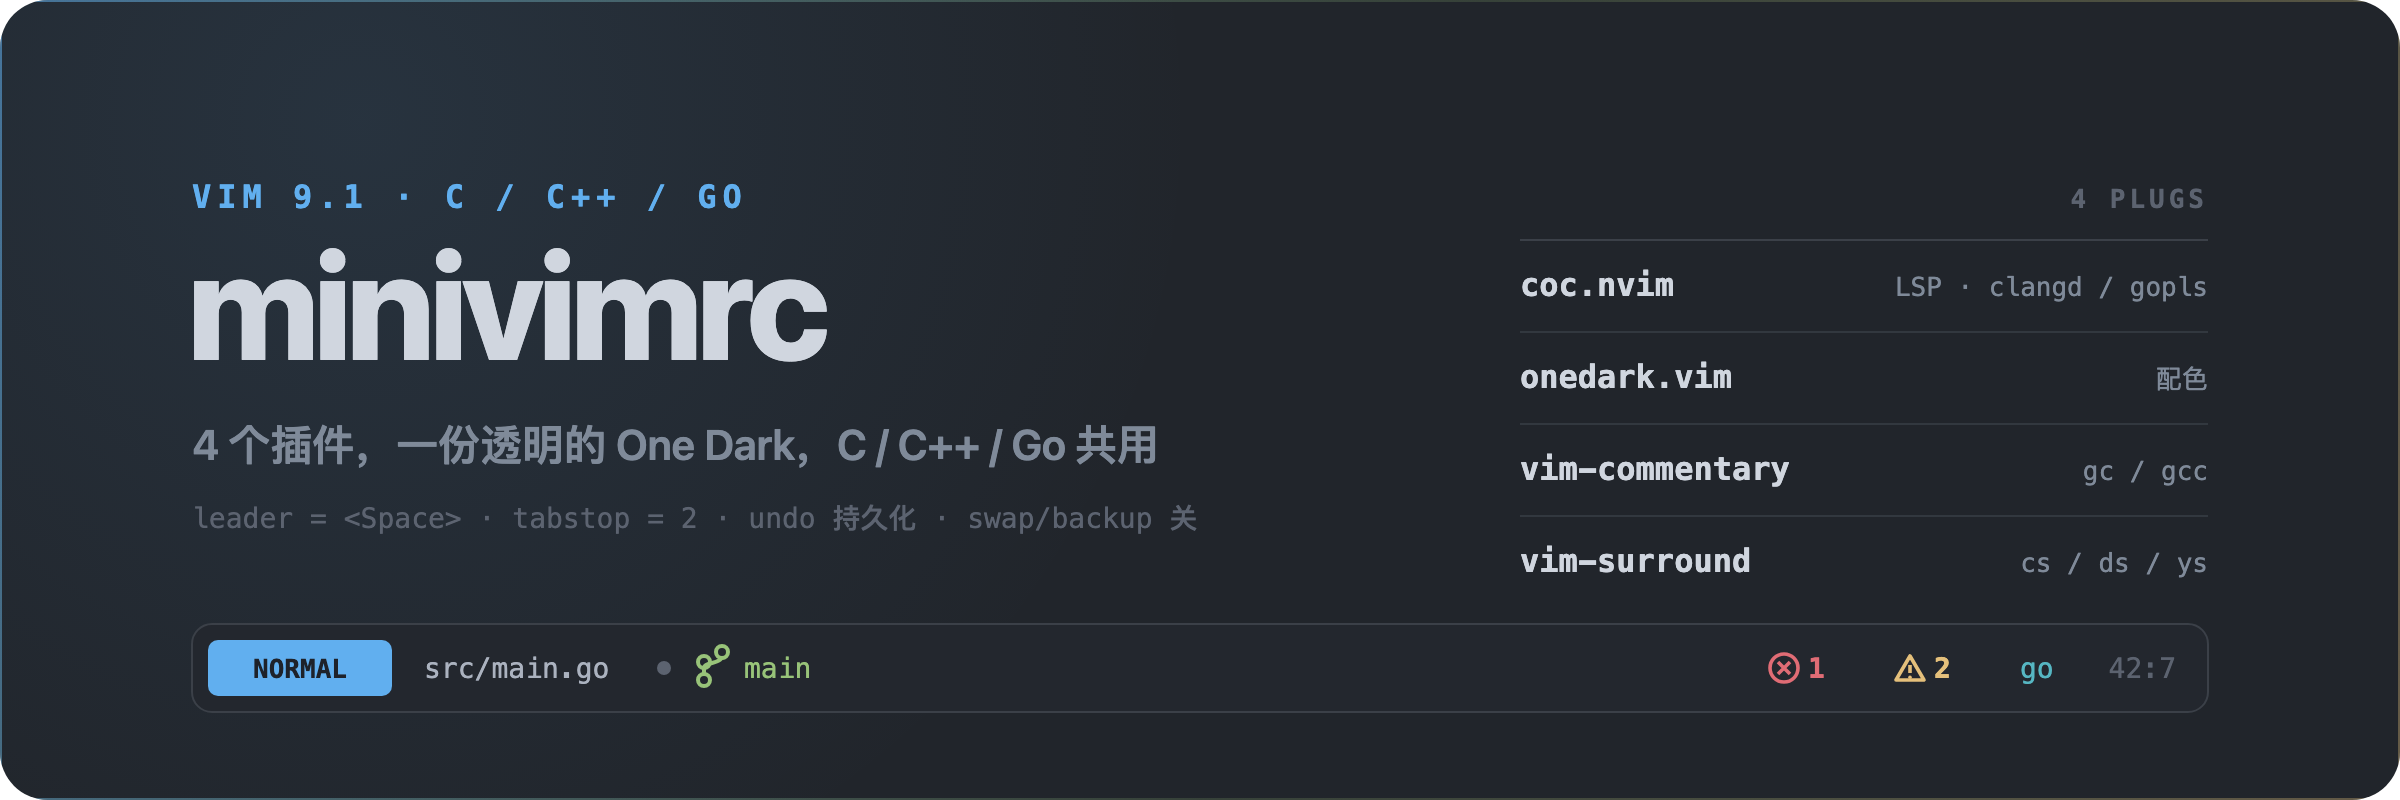 VIM 9.1 · C / C++ / GO
minivimrc
4 个插件，一份透明的 One Dark，C / C++ / Go 共用
leader = <Space> · tabstop = 2 · undo 持久化 · swap/backup 关
4 PLUGS
coc.nvim LSP · clangd / gopls
onedark.vim 配色
vim-commentary gc / gcc
vim-surround cs / ds / ys
NORMAL src/main.go main 1 2 go 42:7